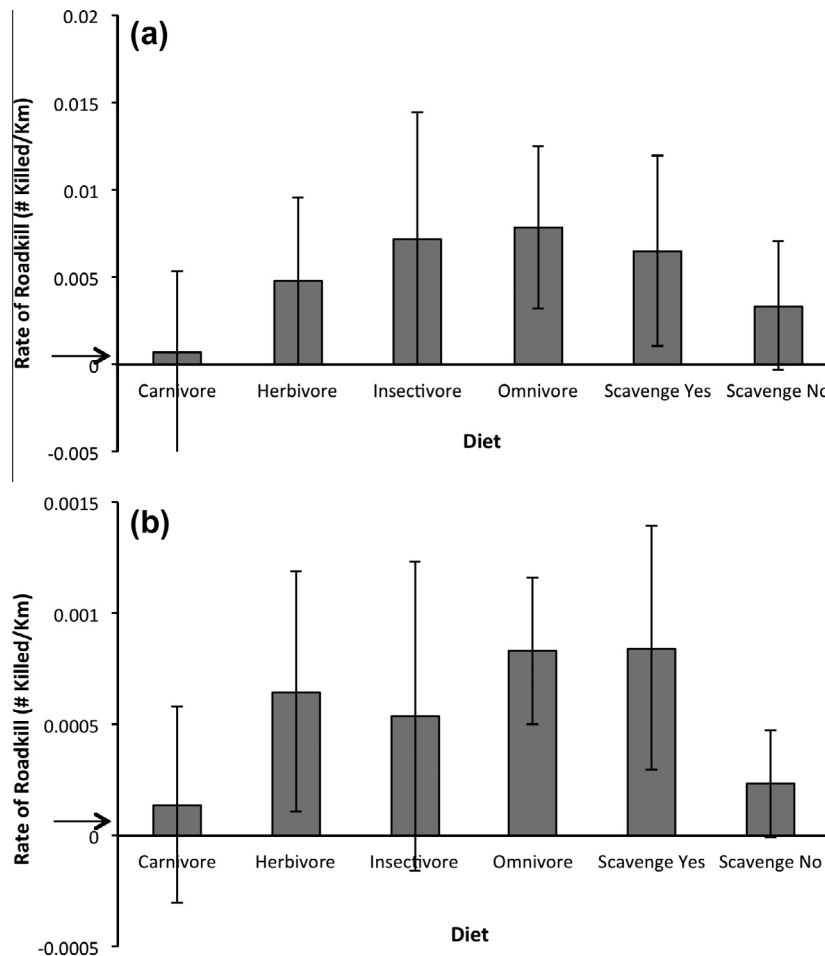 (a)
Rate of Roadkill (# Killed/Km)
0.02
0.015
0.01
0.005
0
-0.005
Carnivore Herbivore Insectivore Omnivore Scavenge Yes Scavenge No
Diet
(b)
Rate of Roadkill (# Killed/Km)
0.0015
0.001
0.0005
0
-0.0005
Carnivore Herbivore Insectivore Omnivore Scavenge Yes Scavenge No
Diet